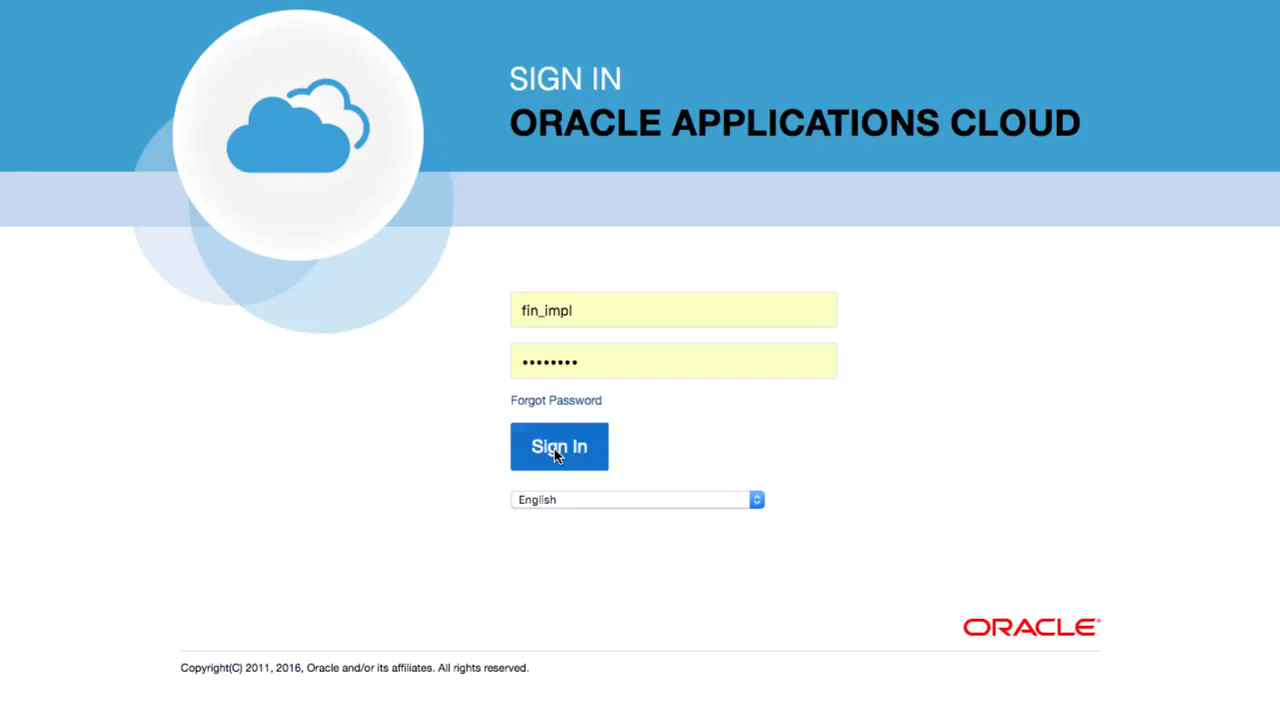 SIGN IN
ORACLE APPLICATIONS CLOUD
fin_impl
••••••••
Forgot Password
Sign In
English
ORACLE®
Copyright(C) 2011, 2016, Oracle and/or its affiliates. All rights reserved.